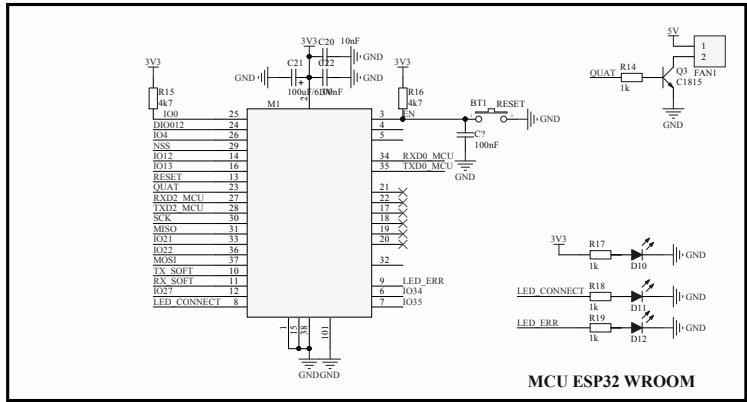 3V3
C20
10nF
GND
C21
C22
GND
GND
100uF/6.3V
100nF
2
3V3
R15
4k7
3V3
R16
4k7
EN
BT1
RESET
GND
C?
100nF
GND
M1
IO0 25
DIO012 24
IO4 26
NSS 29
IO12 14
IO13 16
RESET 13
QUAT 23
RXD2_MCU 27
TXD2_MCU 28
SCK 30
MISO 31
IO21 33
IO22 36
MOSI 37
TX_SOFT 10
RX_SOFT 11
IO27 12
LED_CONNECT 8
3
4
5
34 RXD0_MCU
35 TXD0_MCU
21
22
17
18
19
20
32
9 LED_ERR
6 IO34
7 IO35
1
15
38
101
GND
GND
5V
1
2
FAN1
QUAT
R14
1k
Q3
C1815
GND
3V3
R17
1k
D10
GND
LED_CONNECT
R18
1k
D11
GND
LED_ERR
R19
1k
D12
GND
MCU ESP32 WROOM